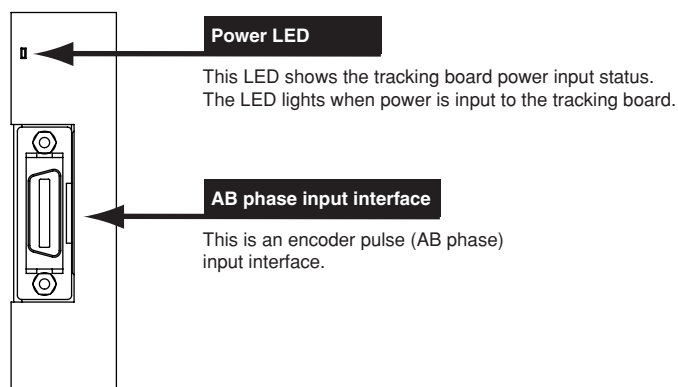 Power LED
This LED shows the tracking board power input status.
The LED lights when power is input to the tracking board.
AB phase input interface
This is an encoder pulse (AB phase)
input interface.